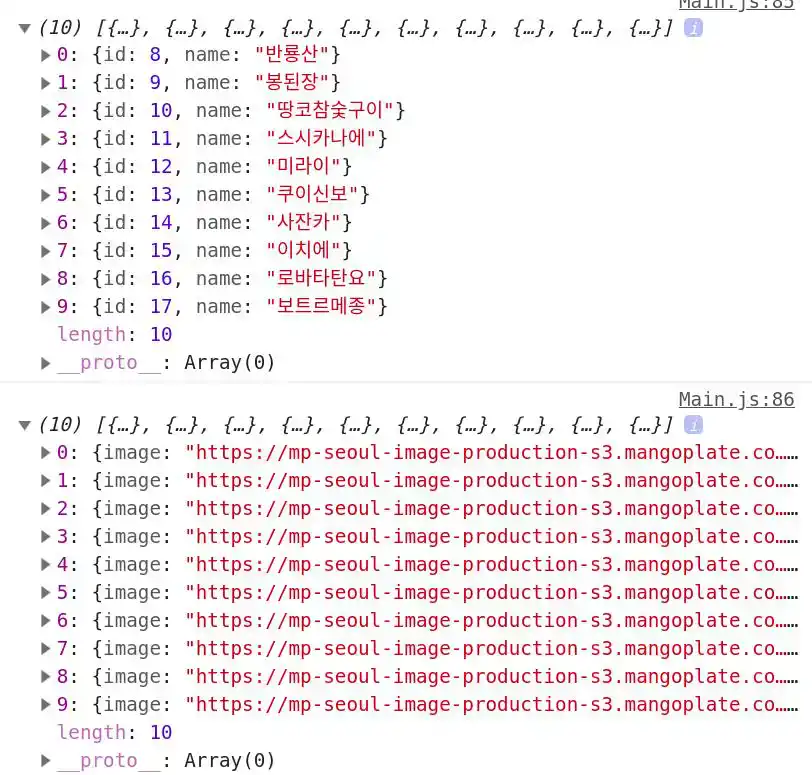 Main.js:85
(10) [{…}, {…}, {…}, {…}, {…}, {…}, {…}, {…}, {…}, {…}] i
0: {id: 8, name: "반룡산"}
1: {id: 9, name: "봉된장"}
2: {id: 10, name: "땅코참숯구이"}
3: {id: 11, name: "스시카나에"}
4: {id: 12, name: "미라이"}
5: {id: 13, name: "쿠이신보"}
6: {id: 14, name: "사잔카"}
7: {id: 15, name: "이치에"}
8: {id: 16, name: "로바타탄요"}
9: {id: 17, name: "보트르메종"}
length: 10
__proto__: Array(0)
Main.js:86
(10) [{…}, {…}, {…}, {…}, {…}, {…}, {…}, {…}, {…}, {…}] i
0: {image: "https://mp-seoul-image-production-s3.mangoplate.co……
1: {image: "https://mp-seoul-image-production-s3.mangoplate.co……
2: {image: "https://mp-seoul-image-production-s3.mangoplate.co……
3: {image: "https://mp-seoul-image-production-s3.mangoplate.co……
4: {image: "https://mp-seoul-image-production-s3.mangoplate.co……
5: {image: "https://mp-seoul-image-production-s3.mangoplate.co……
6: {image: "https://mp-seoul-image-production-s3.mangoplate.co……
7: {image: "https://mp-seoul-image-production-s3.mangoplate.co……
8: {image: "https://mp-seoul-image-production-s3.mangoplate.co……
9: {image: "https://mp-seoul-image-production-s3.mangoplate.co……
length: 10
__proto__: Array(0)